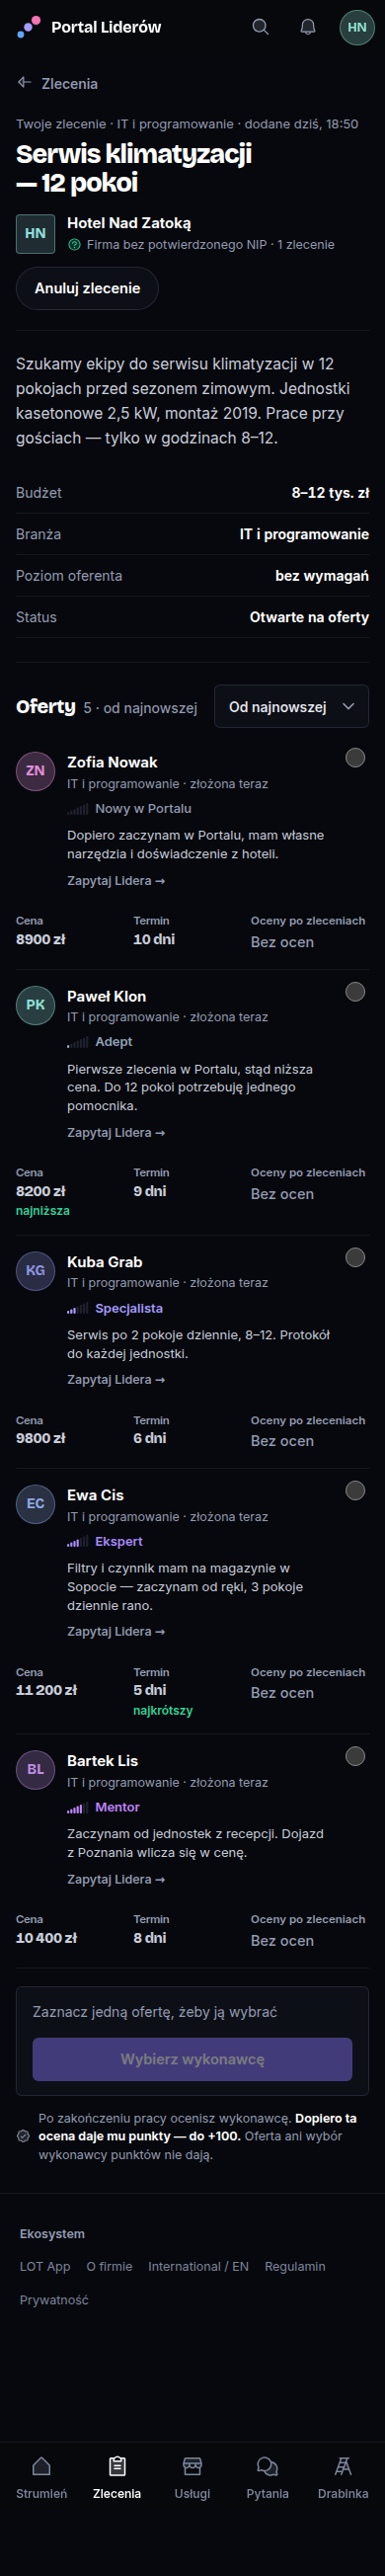 Portal Liderów
HN
Zlecenia
Twoje zlecenie · IT i programowanie · dodane dziś, 18:50
Serwis klimatyzacji
— 12 pokoi
HN
Hotel Nad Zatoką
Firma bez potwierdzonego NIP · 1 zlecenie
Anuluj zlecenie
Szukamy ekipy do serwisu klimatyzacji w 12
pokojach przed sezonem zimowym. Jednostki
kasetonowe 2,5 kW, montaż 2019. Prace przy
gościach — tylko w godzinach 8–12.
Budżet 8–12 tys. zł
Branża IT i programowanie
Poziom oferenta bez wymagań
Status Otwarte na oferty
Oferty 5 · od najnowszej Od najnowszej
ZN
Zofia Nowak
IT i programowanie · złożona teraz
Nowy w Portalu
Dopiero zaczynam w Portalu, mam własne
narzędzia i doświadczenie z hoteli.
Zapytaj Lidera →
Cena Termin Oceny po zleceniach
8900 zł 10 dni Bez ocen
PK
Paweł Klon
IT i programowanie · złożona teraz
Adept
Pierwsze zlecenia w Portalu, stąd niższa
cena. Do 12 pokoi potrzebuję jednego
pomocnika.
Zapytaj Lidera →
Cena Termin Oceny po zleceniach
8200 zł 9 dni Bez ocen
najniższa
KG
Kuba Grab
IT i programowanie · złożona teraz
Specjalista
Serwis po 2 pokoje dziennie, 8–12. Protokół
do każdej jednostki.
Zapytaj Lidera →
Cena Termin Oceny po zleceniach
9800 zł 6 dni Bez ocen
EC
Ewa Cis
IT i programowanie · złożona teraz
Ekspert
Filtry i czynnik mam na magazynie w
Sopocie — zaczynam od ręki, 3 pokoje
dziennie rano.
Zapytaj Lidera →
Cena Termin Oceny po zleceniach
11 200 zł 5 dni Bez ocen
najkrótszy
BL
Bartek Lis
IT i programowanie · złożona teraz
Mentor
Zaczynam od jednostek z recepcji. Dojazd
z Poznania wlicza się w cenę.
Zapytaj Lidera →
Cena Termin Oceny po zleceniach
10 400 zł 8 dni Bez ocen
Zaznacz jedną ofertę, żeby ją wybrać
Wybierz wykonawcę
Po zakończeniu pracy ocenisz wykonawcę. Dopiero ta
ocena daje mu punkty — do +100. Oferta ani wybór
wykonawcy punktów nie dają.
Ekosystem
LOT App O firmie International / EN Regulamin
Prywatność
Strumień Zlecenia Usługi Pytania Drabinka